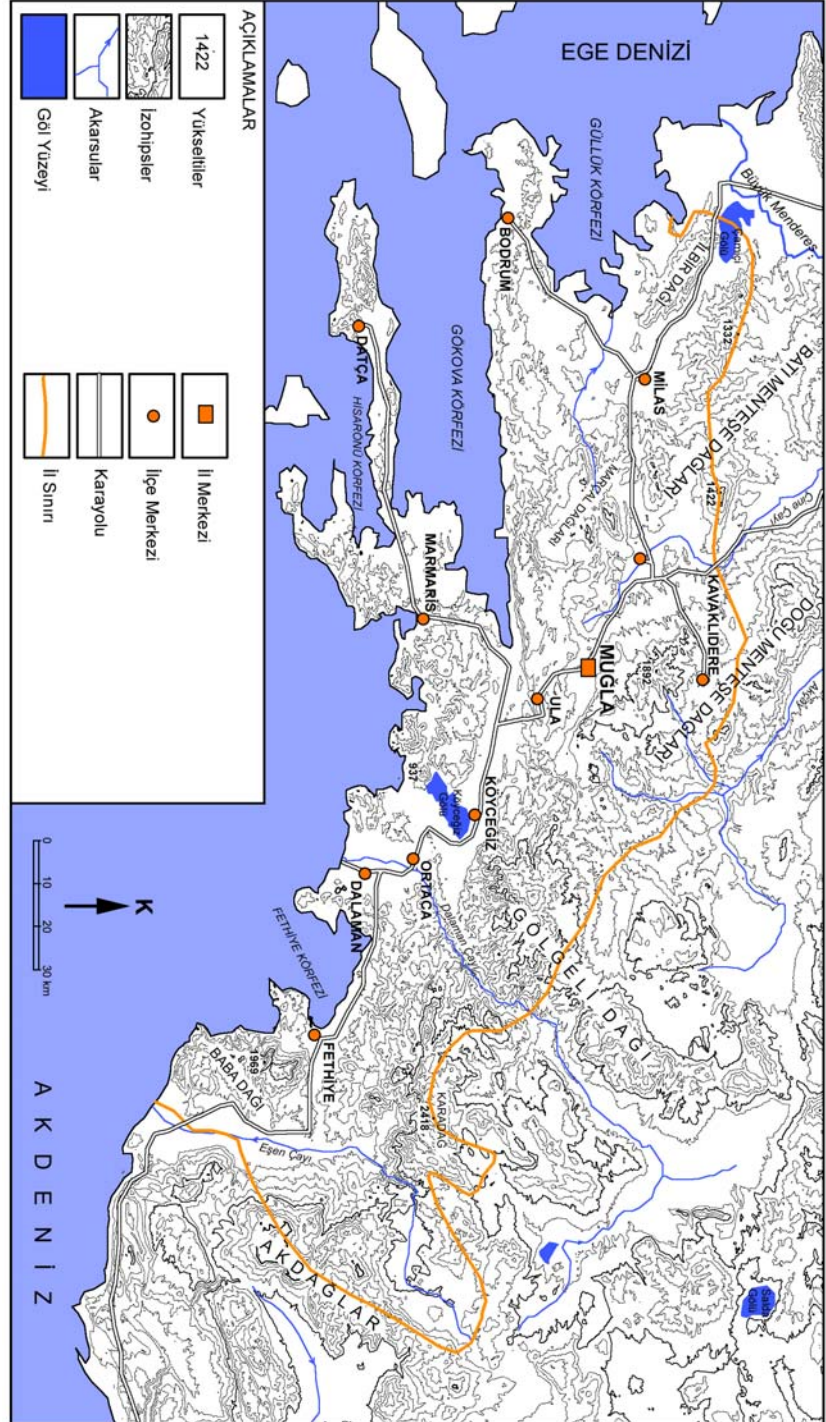 EGE DENİZİ
GÜLLÜK KÖRFEZİ
GÖKOVA KÖRFEZİ
HİSARÖNÜ KÖRFEZİ
FETHİYE KÖRFEZİ
A K D E N İ Z
Büyük Menderes
Çamiçi
Gölü
İLBİR DAĞI
1332
BATI MENTEŞE DAĞLARI
1422
Çine Çayı
DOĞU MENTEŞE DAĞLARI
Akçay
BODRUM
MİLAS
KAVAKLIDERE
1892
MUĞLA
ULA
DATÇA
MARMARİS
937
Köyceğiz
Gölü
KÖYCEĞİZ
ORTACA
DALAMAN
Dalaman Çayı
GÖLGELİ DAĞI
KARADAĞ
2418
FETHİYE
1969
BABA DAĞI
Eşen Çayı
AKDAĞLAR
Salda
Gölü
AÇIKLAMALAR
1422
Yükseltiler
İzohipsler
Akarsular
Göl Yüzeyi
İl Merkezi
İlçe Merkezi
Karayolu
İl Sınırı
K
0 10 20 30 km